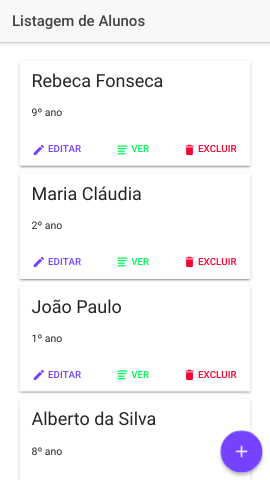 Listagem de Alunos
Rebeca Fonseca
9º ano
EDITAR VER EXCLUIR
Maria Cláudia
2º ano
EDITAR VER EXCLUIR
João Paulo
1º ano
EDITAR VER EXCLUIR
Alberto da Silva
8º ano